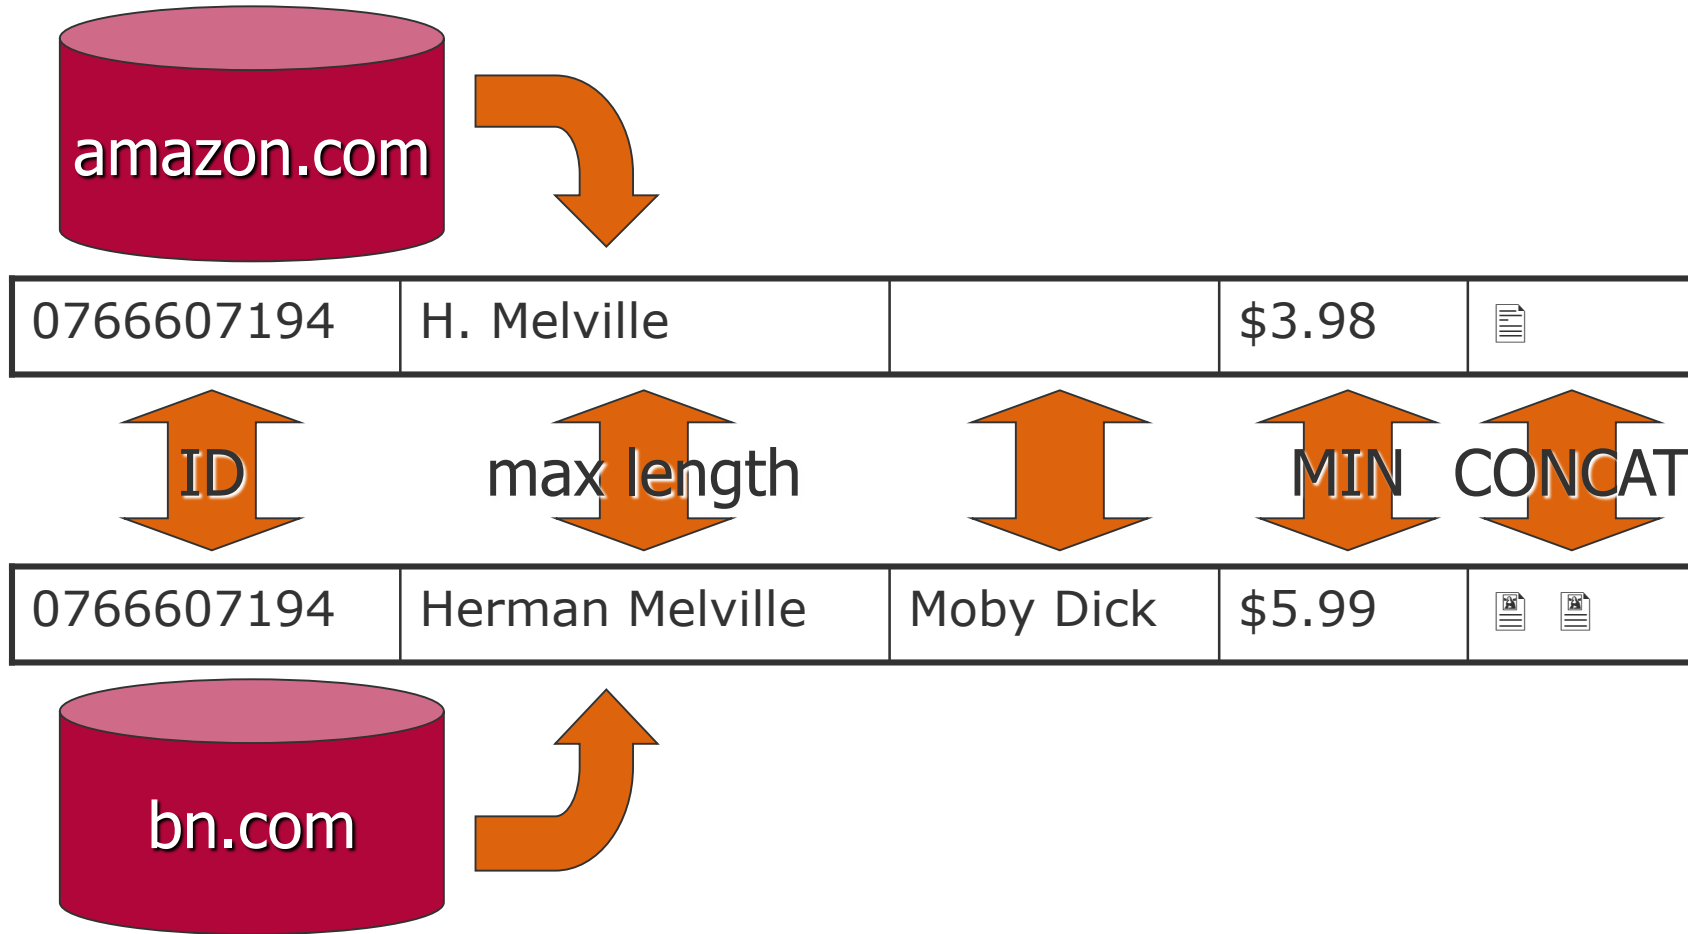 amazon.com
0766607194 H. Melville $3.98
ID max length MIN CONCAT
0766607194 Herman Melville Moby Dick $5.99
bn.com